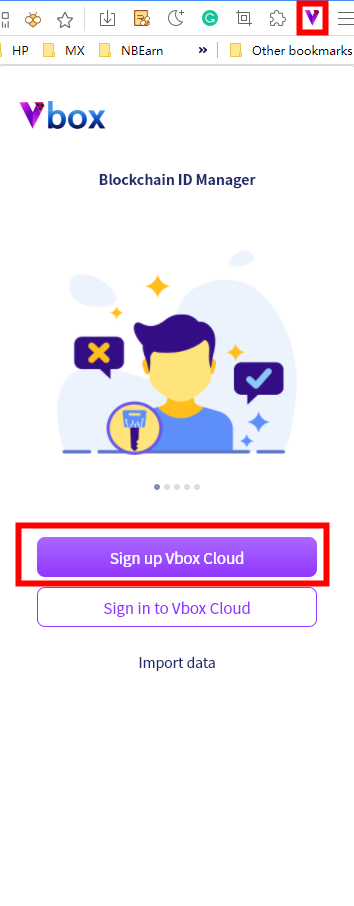 HP MX NBEarn » Other bookmarks
Vbox
Blockchain ID Manager
Sign up Vbox Cloud
Sign in to Vbox Cloud
Import data